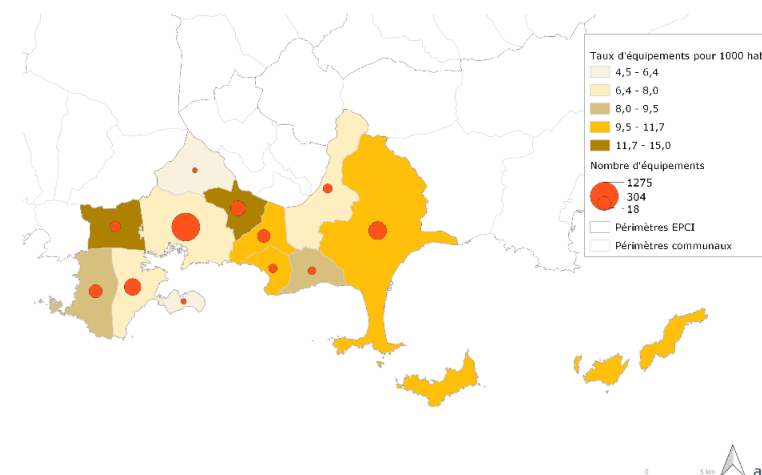 Taux d'équipements pour 1000 hab
4,5 - 6,4
6,4 - 8,0
8,0 - 9,5
9,5 - 11,7
11,7 - 15,0
Nombre d'équipements
1275
304
18
Périmètres EPCI
Périmètres communaux
0 5 km
a